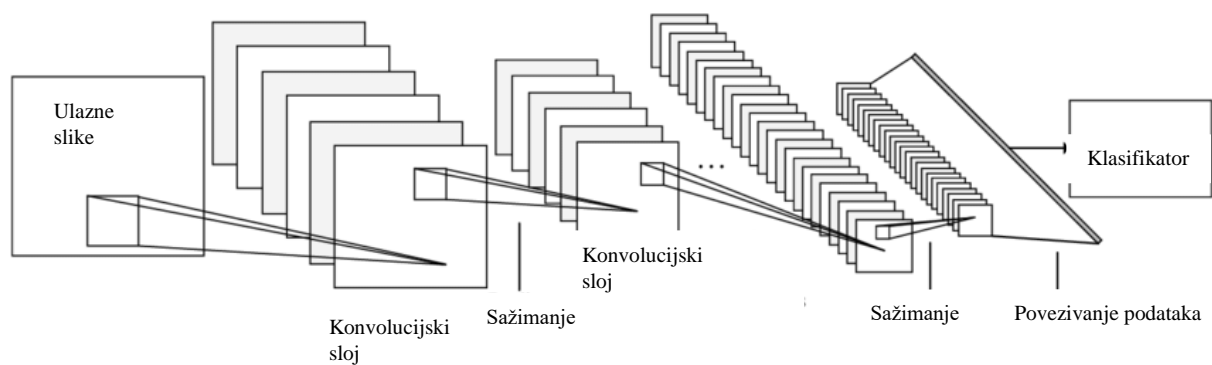 Ulazne
slike
Konvolucijski
sloj
Sažimanje
Konvolucijski
sloj
...
Sažimanje
Povezivanje podataka
Klasifikator